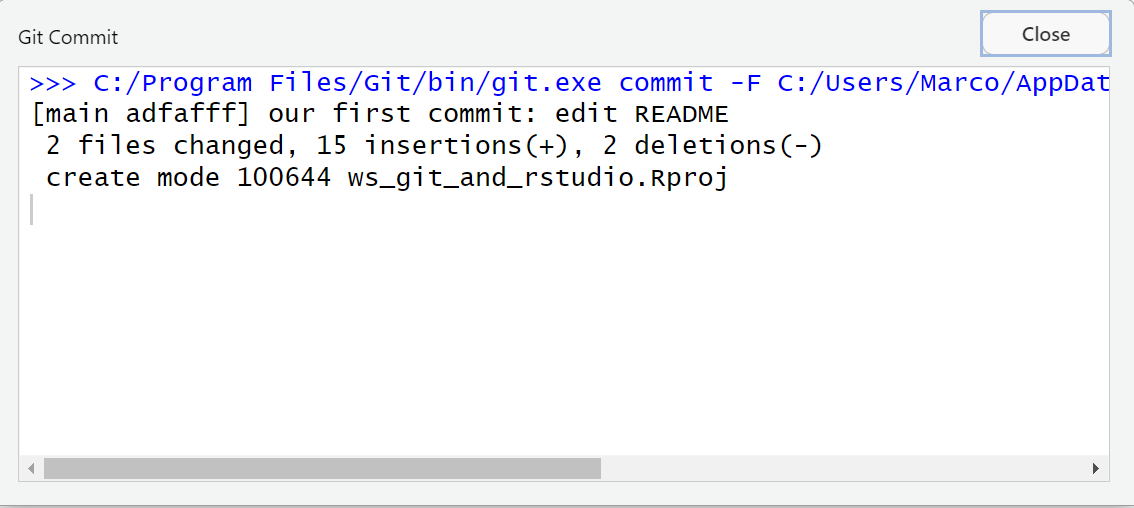 Git Commit
Close
>>> C:/Program Files/Git/bin/git.exe commit -F C:/Users/Marco/AppDat
[main adfafff] our first commit: edit README
 2 files changed, 15 insertions(+), 2 deletions(-)
 create mode 100644 ws_git_and_rstudio.Rproj